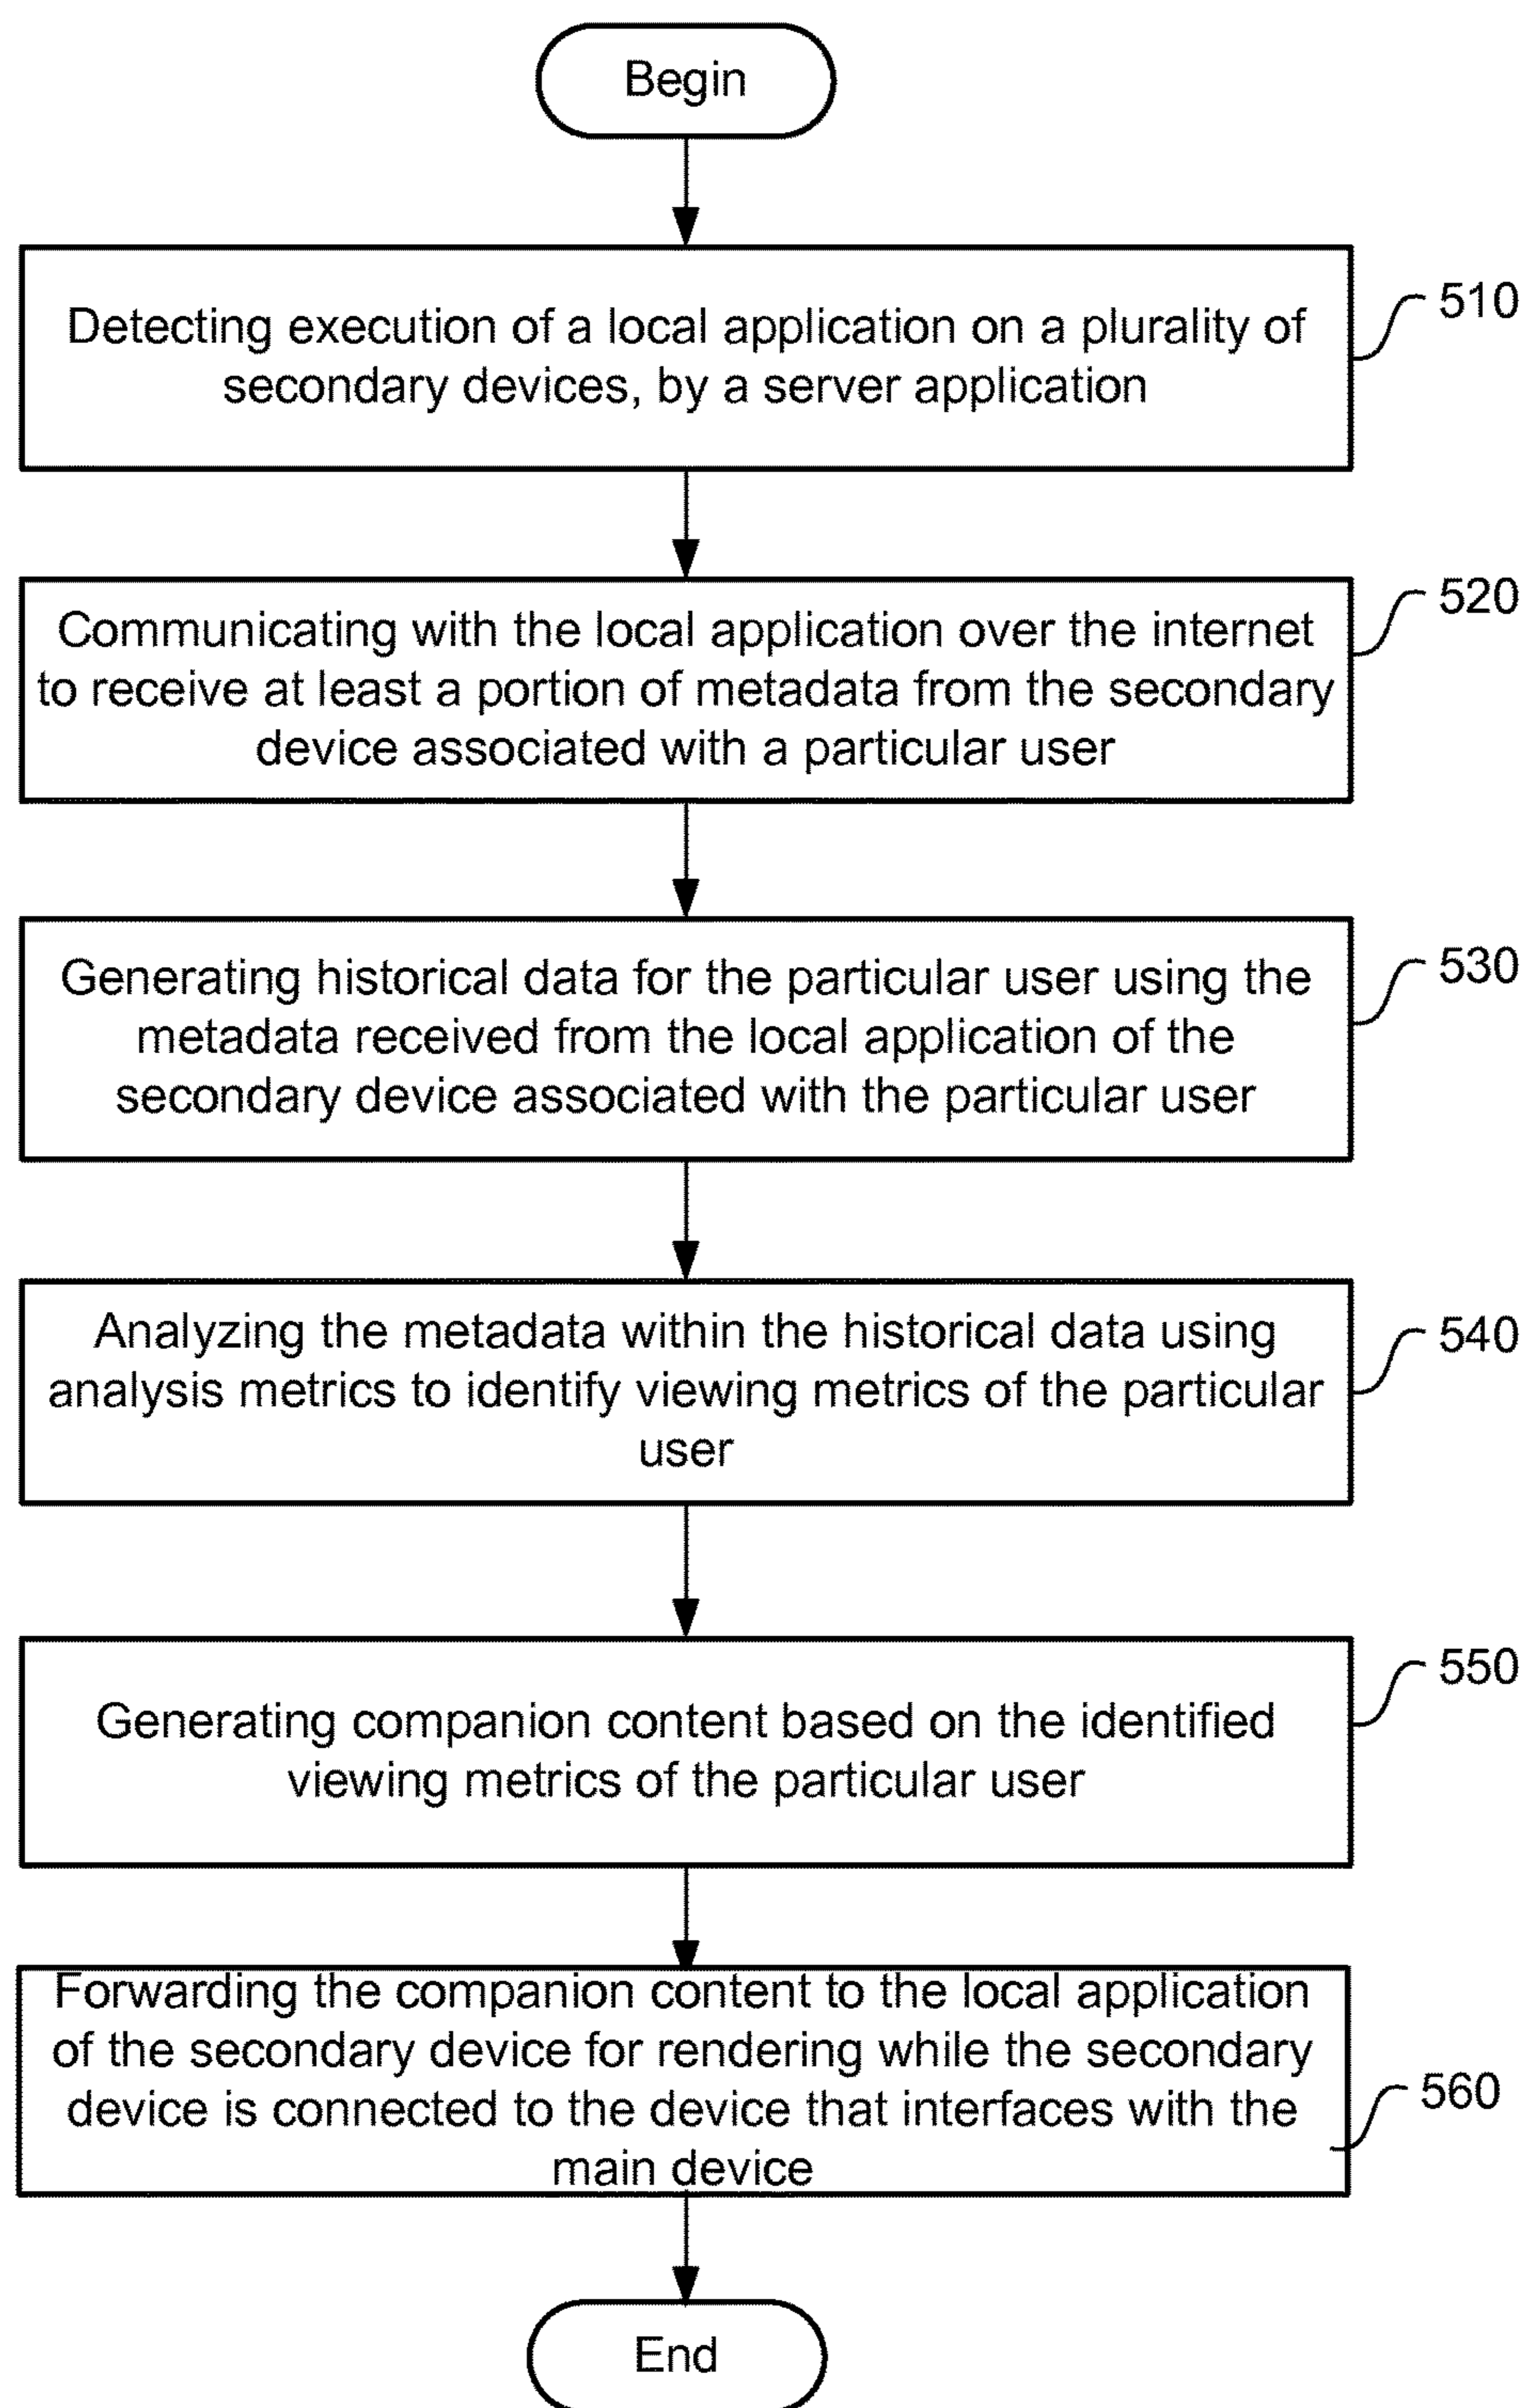 Begin
Detecting execution of a local application on a plurality of
secondary devices, by a server application
510
Communicating with the local application over the internet
to receive at least a portion of metadata from the secondary
device associated with a particular user
520
Generating historical data for the particular user using the
metadata received from the local application of the
secondary device associated with the particular user
530
Analyzing the metadata within the historical data using
analysis metrics to identify viewing metrics of the particular
user
540
Generating companion content based on the identified
viewing metrics of the particular user
550
Forwarding the companion content to the local application
of the secondary device for rendering while the secondary
device is connected to the device that interfaces with the
main device
560
End